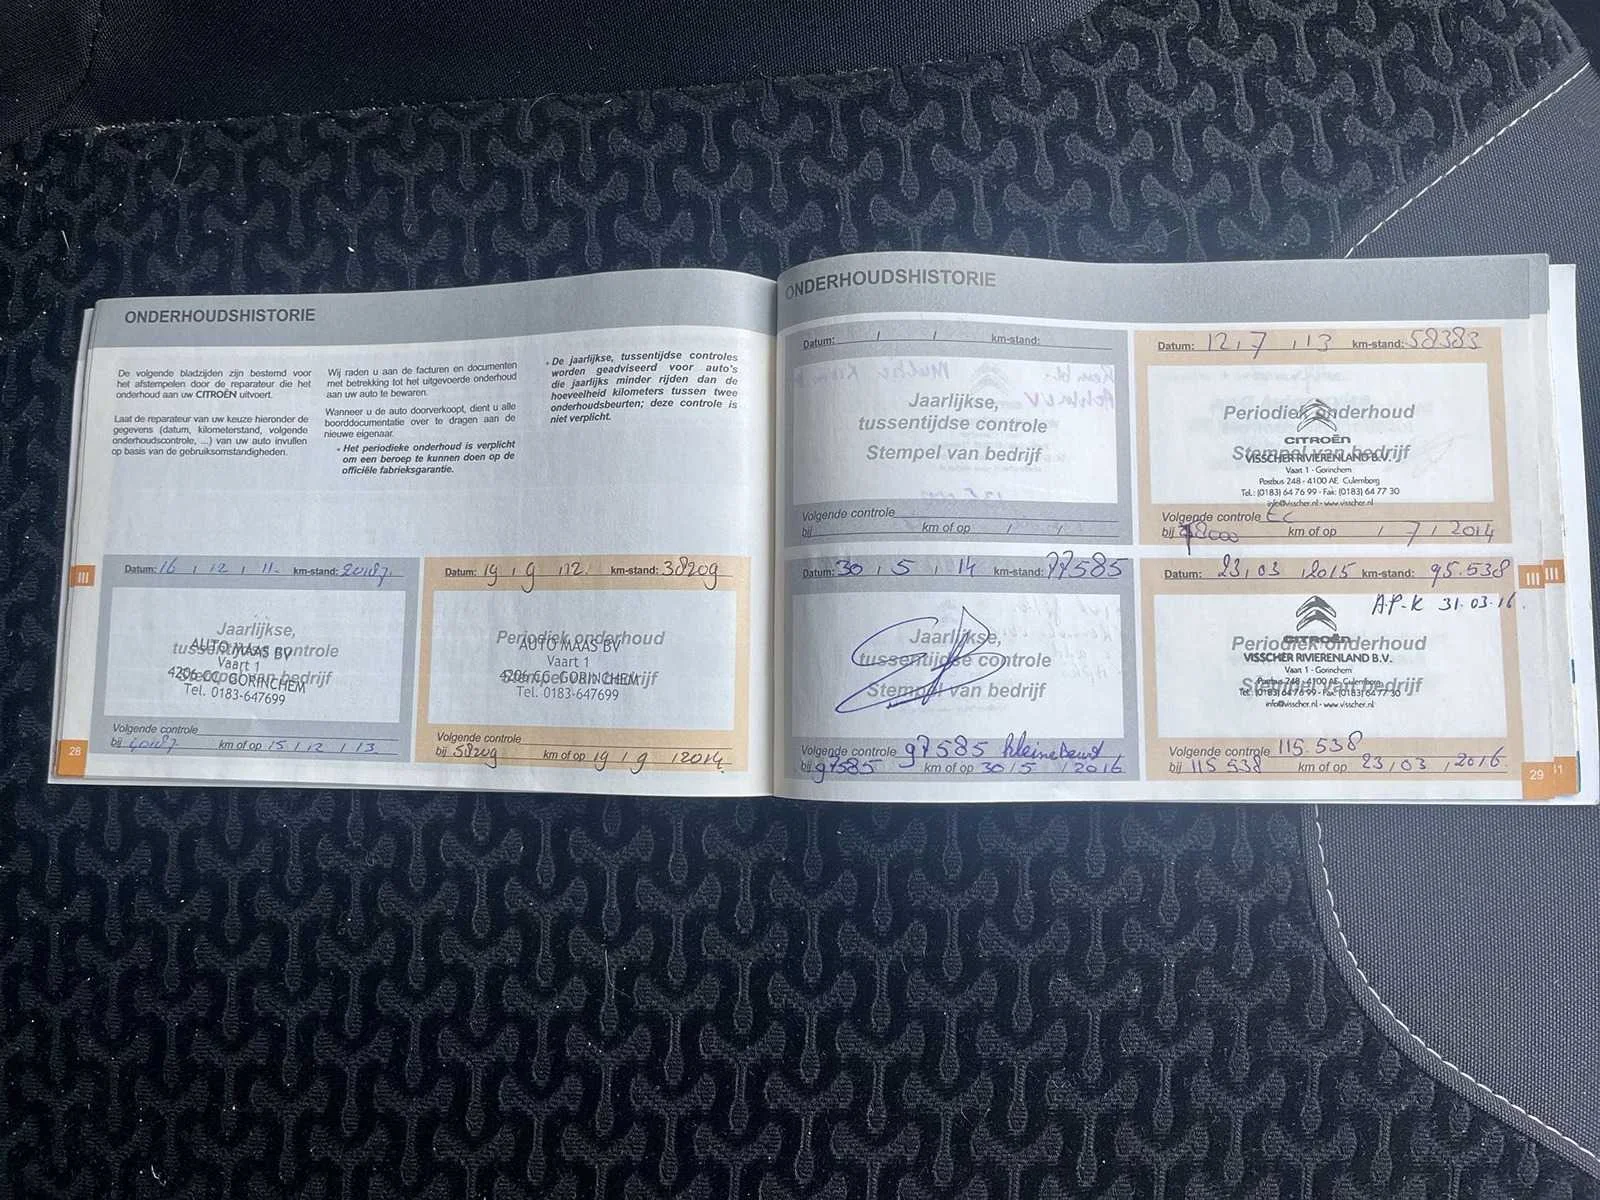 ONDERHOUDSHISTORIE
De volgende bladzijden zijn bestemd voor
het afstempelen door de reparateur die het
onderhoud aan uw CITROËN uitvoert.
Laat de reparateur van uw keuze hieronder de
gegevens (datum, kilometerstand, volgende
onderhoudscontrole, ...) van uw auto invullen
op basis van de gebruiksomstandigheden.
Wij raden u aan de facturen en documenten
met betrekking tot het uitgevoerde onderhoud
aan uw auto te bewaren.
Wanneer u de auto doorverkoopt, dient u alle
boorddocumentatie over te dragen aan de
nieuwe eigenaar.
- Het periodieke onderhoud is verplicht
om een beroep te kunnen doen op de
officiële fabrieksgarantie.
- De jaarlijkse, tussentijdse controles
worden geadviseerd voor auto's
die jaarlijks minder rijden dan de
hoeveelheid kilometers tussen twee
onderhoudsbeurten; deze controle is
niet verplicht.
III
Datum: 16 / 12 / 11 km-stand: 20187
Jaarlijkse,
tussentijdse controle
Stempel van bedrijf
AUTO MAAS BV
Vaart 1
4206 CC GORINCHEM
Tel. 0183-647699
Volgende controle
bij 40187 km of op 15 / 12 / 13
Datum: 19 / 9 / 12 km-stand: 38209
Periodiek onderhoud
Stempel van bedrijf
AUTO MAAS BV
Vaart 1
4206 CC GORINCHEM
Tel. 0183-647699
Volgende controle
bij 58209 km of op 19 / 9 / 2014
28
ONDERHOUDSHISTORIE
Datum: / / km-stand:
Jaarlijkse,
tussentijdse controle
Stempel van bedrijf
Volgende controle
bij km of op / /
Datum: 12 / 7 / 13 km-stand: 58383
Periodiek onderhoud
Stempel van bedrijf
CITROËN
VISSCHER RIVIERENLAND B.V.
Vaart 1 - Gorinchem
Postbus 248 - 4100 AE Culemborg
Tel.: (0183) 64 76 99 - Fax: (0183) 64 77 30
info@visscher.nl - www.visscher.nl
Volgende controle
bij 78000 km of op / 7 / 2014
Datum: 30 / 5 / 14 km-stand: 77585
Jaarlijkse,
tussentijdse controle
Stempel van bedrijf
Volgende controle 97585 kleine beurt
bij 97585 km of op 30 / 5 / 2016
Datum: 23 / 03 / 2015 km-stand: 95.538
A.P.K 31.03.16.
Periodiek onderhoud
Stempel van bedrijf
CITROËN
VISSCHER RIVIERENLAND B.V.
Vaart 1 - Gorinchem
Postbus 248 - 4100 AE Culemborg
Tel.: (0183) 64 76 99 - Fax: (0183) 64 77 30
info@visscher.nl - www.visscher.nl
Volgende controle 115.538
bij 115 538 km of op 23 / 03 / 2016
III
III
29